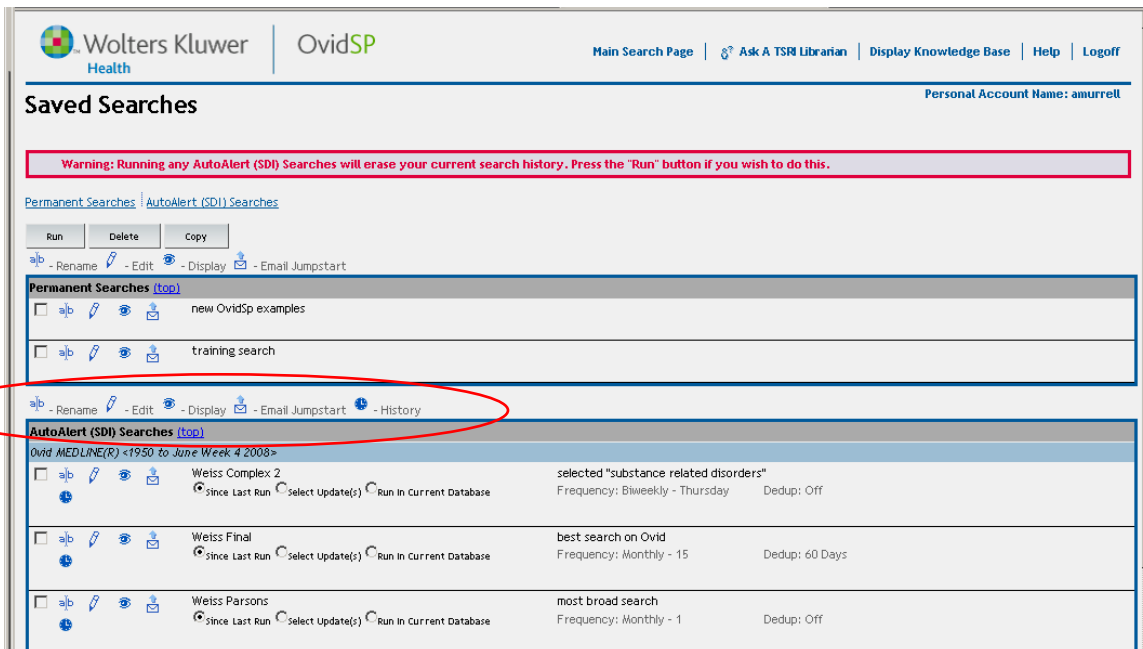 Wolters Kluwer OvidSP
Health
Main Search Page Ask A TSRI Librarian Display Knowledge Base Help Logoff
Personal Account Name: amurrell
Saved Searches
Warning: Running any AutoAlert (SDI) Searches will erase your current search history. Press the "Run" button if you wish to do this.
Permanent Searches AutoAlert (SDI) Searches
Run Delete Copy
a|b - Rename - Edit - Display - Email Jumpstart
Permanent Searches (top)
a|b new OvidSp examples
a|b training search
a|b - Rename - Edit - Display - Email Jumpstart - History
AutoAlert (SDI) Searches (top)
Ovid MEDLINE(R) <1950 to June Week 4 2008>
a|b Weiss Complex 2 selected "substance related disorders"
Since Last Run Select Update(s) Run in Current Database Frequency: Biweekly - Thursday Dedup: Off
a|b Weiss Final best search on Ovid
Since Last Run Select Update(s) Run in Current Database Frequency: Monthly - 15 Dedup: 60 Days
a|b Weiss Parsons most broad search
Since Last Run Select Update(s) Run in Current Database Frequency: Monthly - 1 Dedup: Off